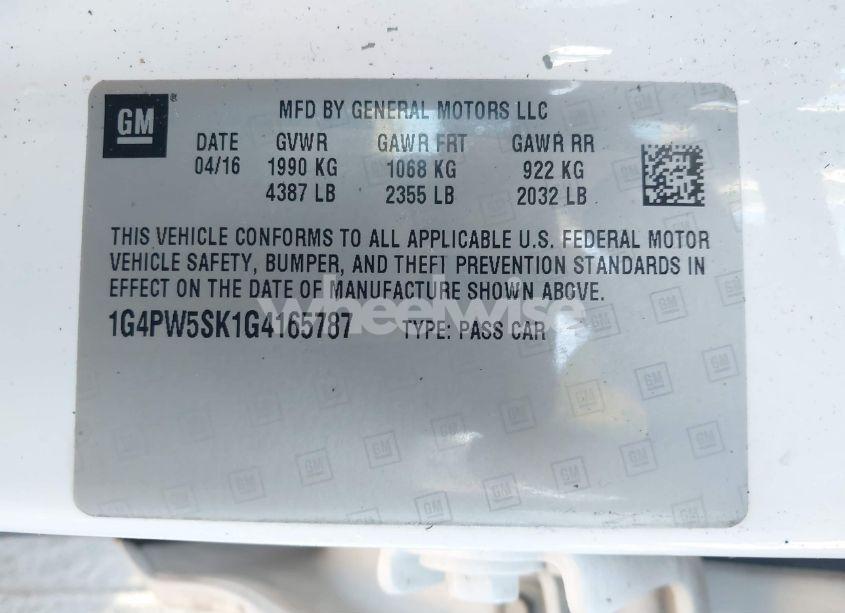 GM ® MFD BY GENERAL MOTORS LLC
DATE GVWR GAWR FRT GAWR RR
04/16 1990 KG 1068 KG 922 KG
4387 LB 2355 LB 2032 LB
THIS VEHICLE CONFORMS TO ALL APPLICABLE U.S. FEDERAL MOTOR
VEHICLE SAFETY, BUMPER, AND THEFT PREVENTION STANDARDS IN
EFFECT ON THE DATE OF MANUFACTURE SHOWN ABOVE.
wheelwise
1G4PW5SK1G4165787 TYPE: PASS CAR